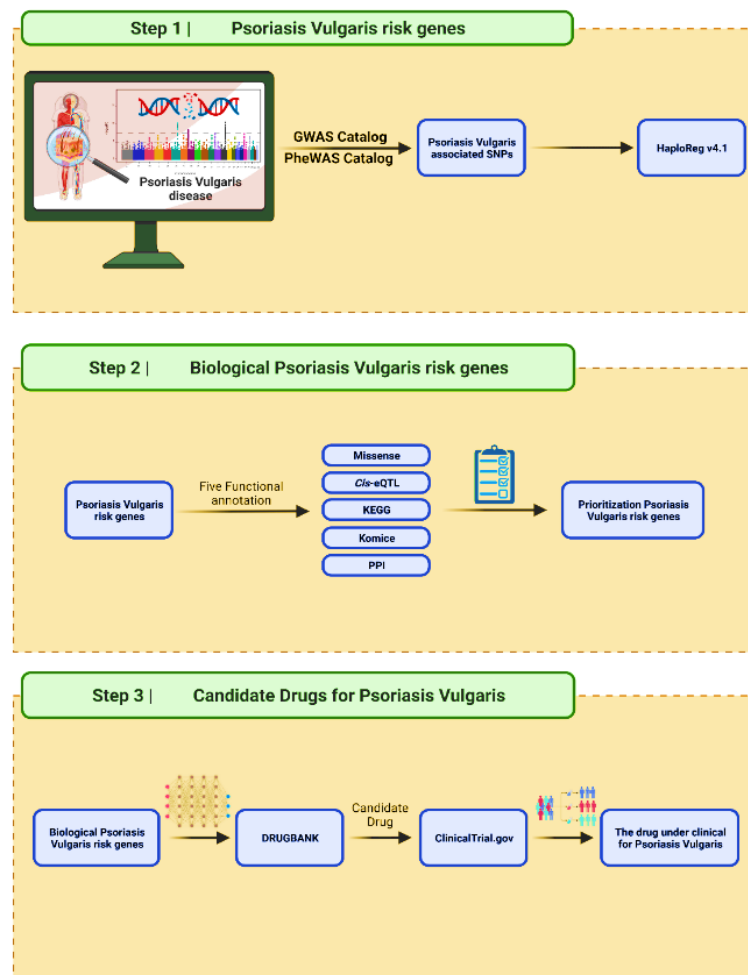 Step 1 | Psoriasis Vulgaris risk genes
Psoriasis Vulgaris
disease
GWAS Catalog
PheWAS Catalog
Psoriasis Vulgaris
associated SNPs
HaploReg v4.1
Step 2 | Biological Psoriasis Vulgaris risk genes
Psoriasis Vulgaris
risk genes
Five Functional
annotation
Missense
Cis-eQTL
KEGG
Komice
PPI
Prioritization Psoriasis
Vulgaris risk genes
Step 3 | Candidate Drugs for Psoriasis Vulgaris
Biological Psoriasis
Vulgaris risk genes
DRUGBANK
Candidate
Drug
ClinicalTrial.gov
The drug under clinical
for Psoriasis Vulgaris